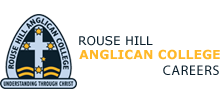 ROUSE HILL ANGLICAN COLLEGE
UNDERSTANDING THROUGH CHRIST
ROUSE HILL
ANGLICAN COLLEGE
CAREERS